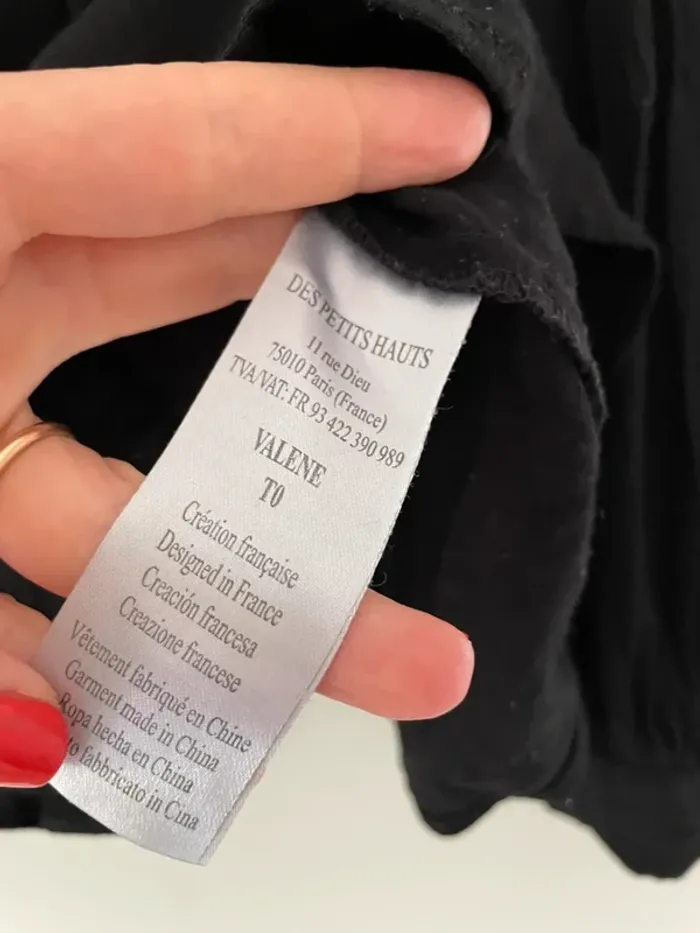 DES PETITS HAUTS
11 rue Dieu
75010 Paris (France)
TVA/VAT: FR 93 422 390 989
VALENE
T0
Création française
Designed in France
Creación francesa
Creazione francese
Vêtement fabriqué en Chine
Garment made in China
Ropa hecha en China
fabbricato in Cina